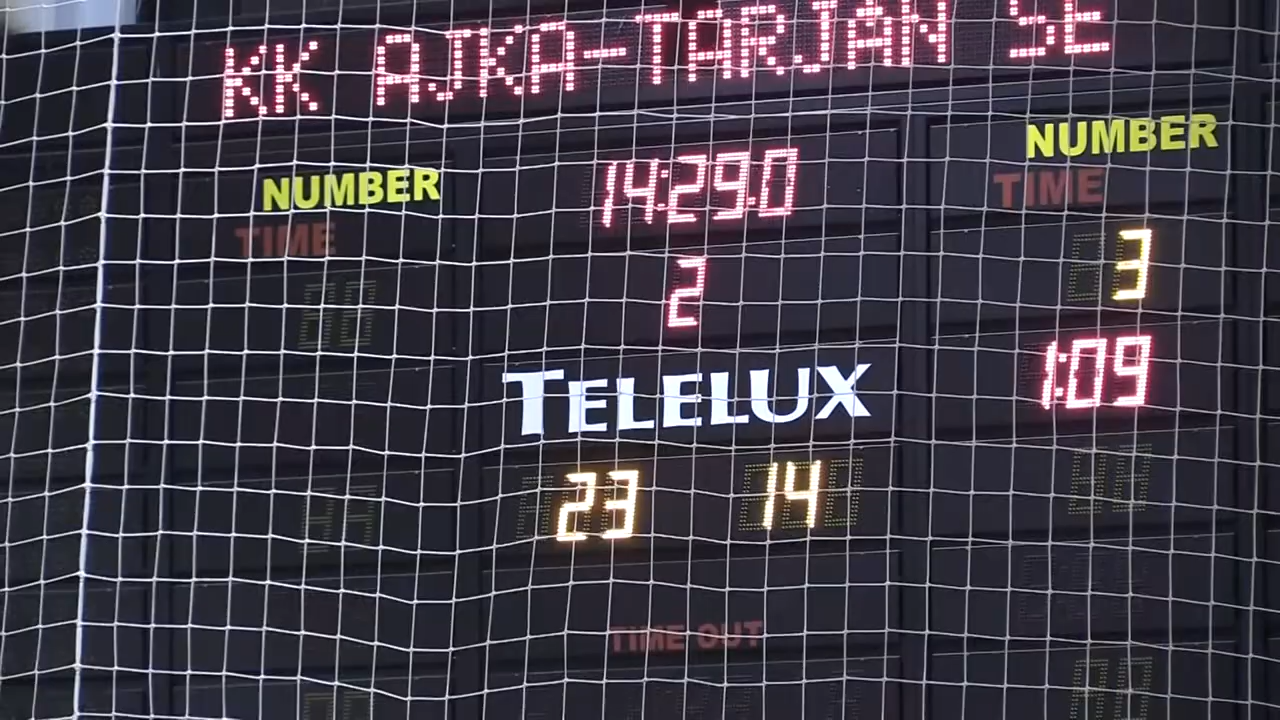 KK AJKA-TARJÁN SE
NUMBER
TIME
14:29.0
NUMBER
TIME
2
3
1:09
TELELUX
23 14
TIME OUT